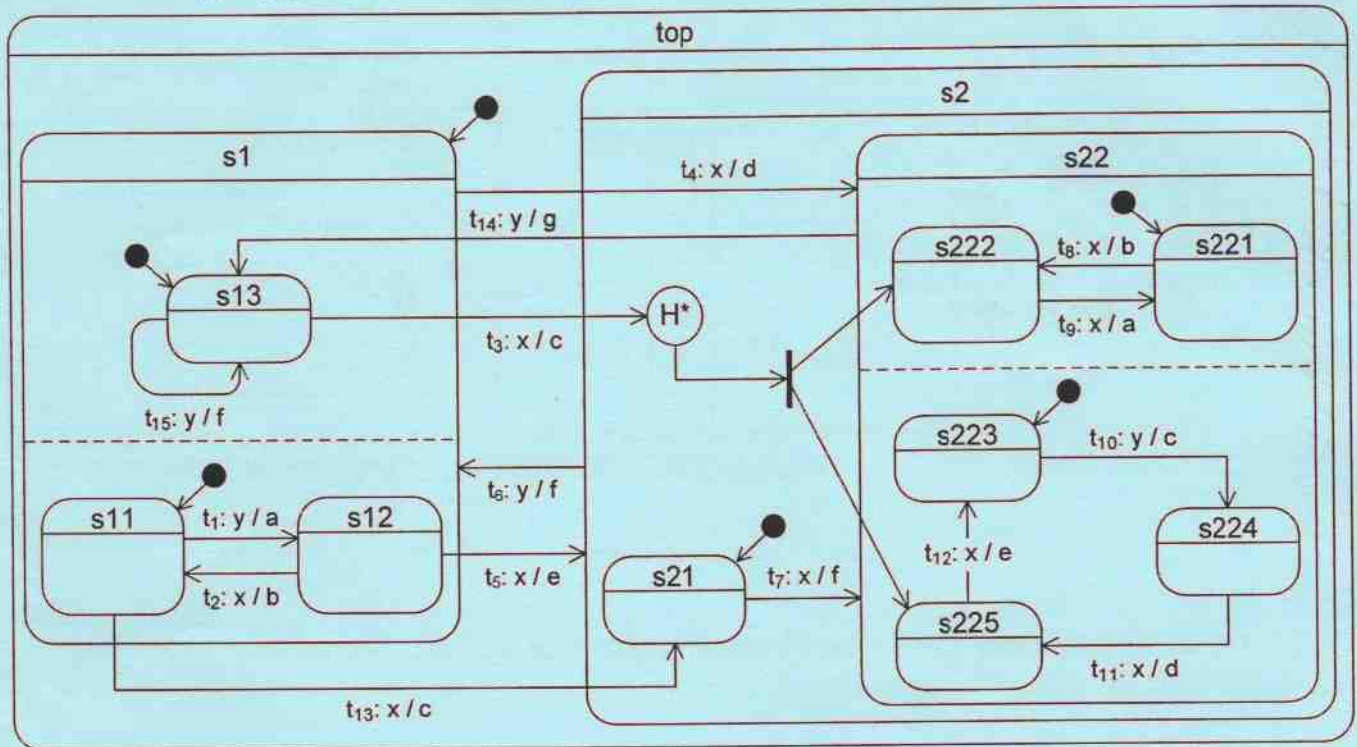 top
s2
s1
s22
t₄: x / d
t₁₄: y / g
s222
t₈: x / b
s221
s13
H*
t₃: x / c
t₉: x / a
t₁₅: y / f
s223
t₁₀: y / c
t₆: y / f
s11
t₁: y / a
s12
s224
t₂: x / b
t₅: x / e
s21
t₇: x / f
t₁₂: x / e
s225
t₁₁: x / d
t₁₃: x / c